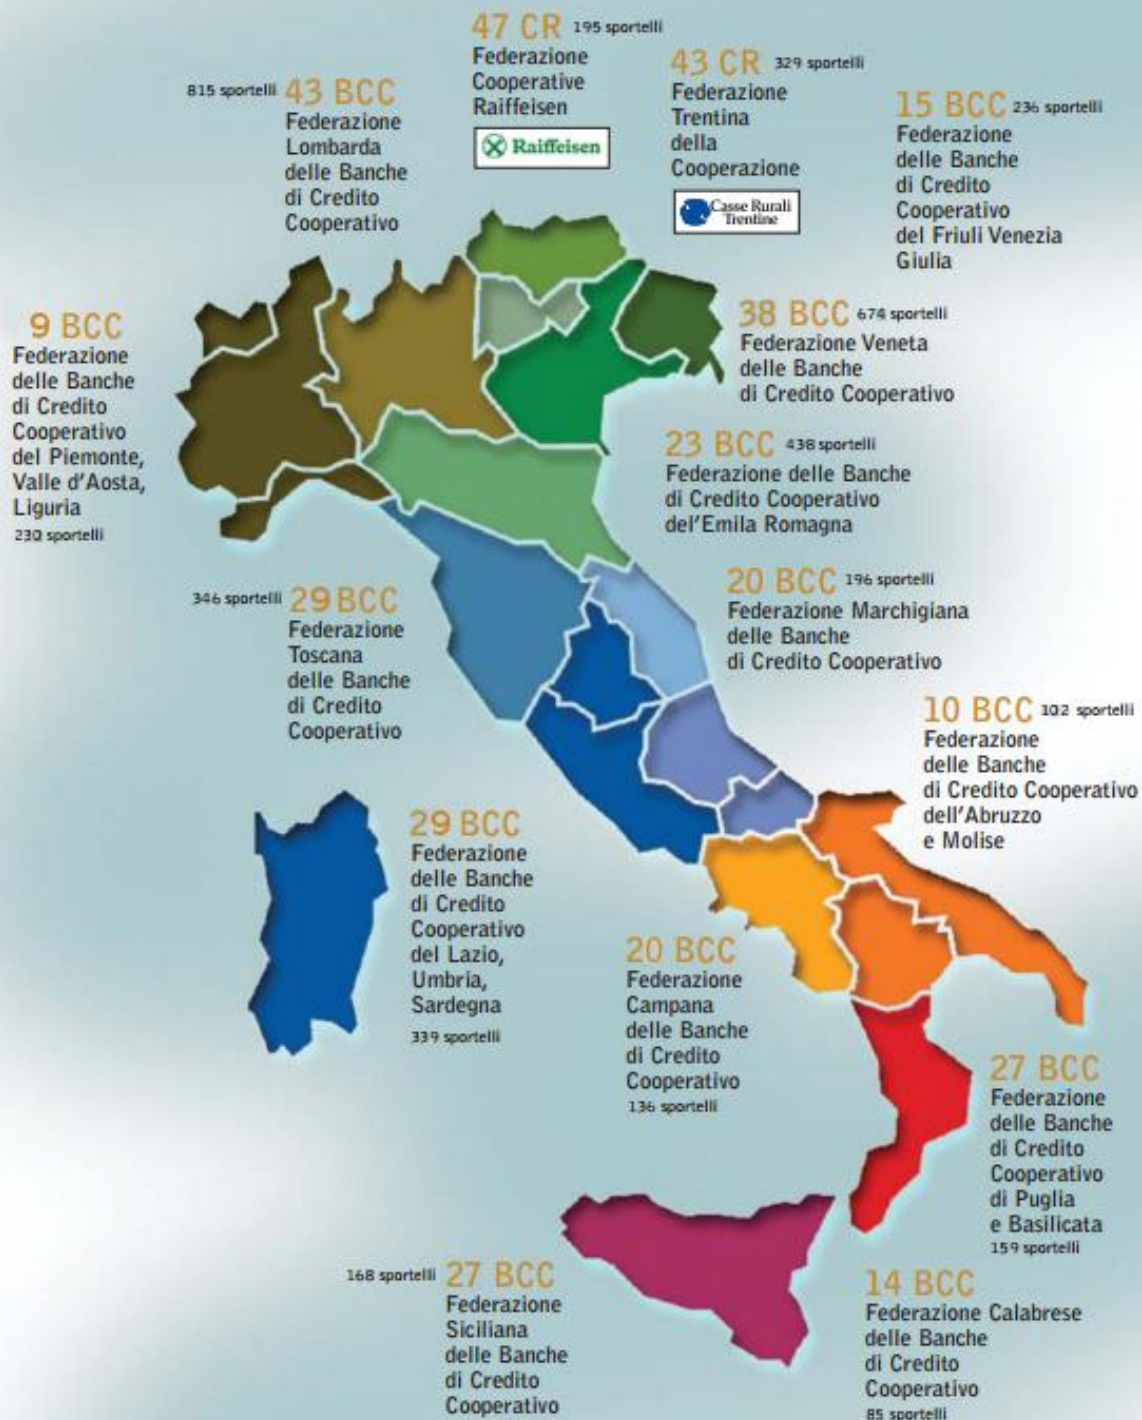 47 CR 195 sportelli
Federazione
Cooperative
Raiffeisen
Raiffeisen
43 CR 329 sportelli
Federazione
Trentina
della
Cooperazione
Casse Rurali
Trentine
815 sportelli 43 BCC
Federazione
Lombarda
delle Banche
di Credito
Cooperativo
15 BCC 236 sportelli
Federazione
delle Banche
di Credito
Cooperativo
del Friuli Venezia
Giulia
9 BCC
Federazione
delle Banche
di Credito
Cooperativo
del Piemonte,
Valle d'Aosta,
Liguria
230 sportelli
38 BCC 674 sportelli
Federazione Veneta
delle Banche
di Credito Cooperativo
23 BCC 438 sportelli
Federazione delle Banche
di Credito Cooperativo
del'Emila Romagna
346 sportelli 29 BCC
Federazione
Toscana
delle Banche
di Credito
Cooperativo
20 BCC 196 sportelli
Federazione Marchigiana
delle Banche
di Credito Cooperativo
10 BCC 102 sportelli
Federazione
delle Banche
di Credito Cooperativo
dell'Abruzzo
e Molise
29 BCC
Federazione
delle Banche
di Credito
Cooperativo
del Lazio,
Umbria,
Sardegna
339 sportelli
20 BCC
Federazione
Campana
delle Banche
di Credito
Cooperativo
136 sportelli
27 BCC
Federazione
delle Banche
di Credito
Cooperativo
di Puglia
e Basilicata
159 sportelli
168 sportelli 27 BCC
Federazione
Siciliana
delle Banche
di Credito
Cooperativo
14 BCC
Federazione Calabrese
delle Banche
di Credito
Cooperativo
85 sportelli